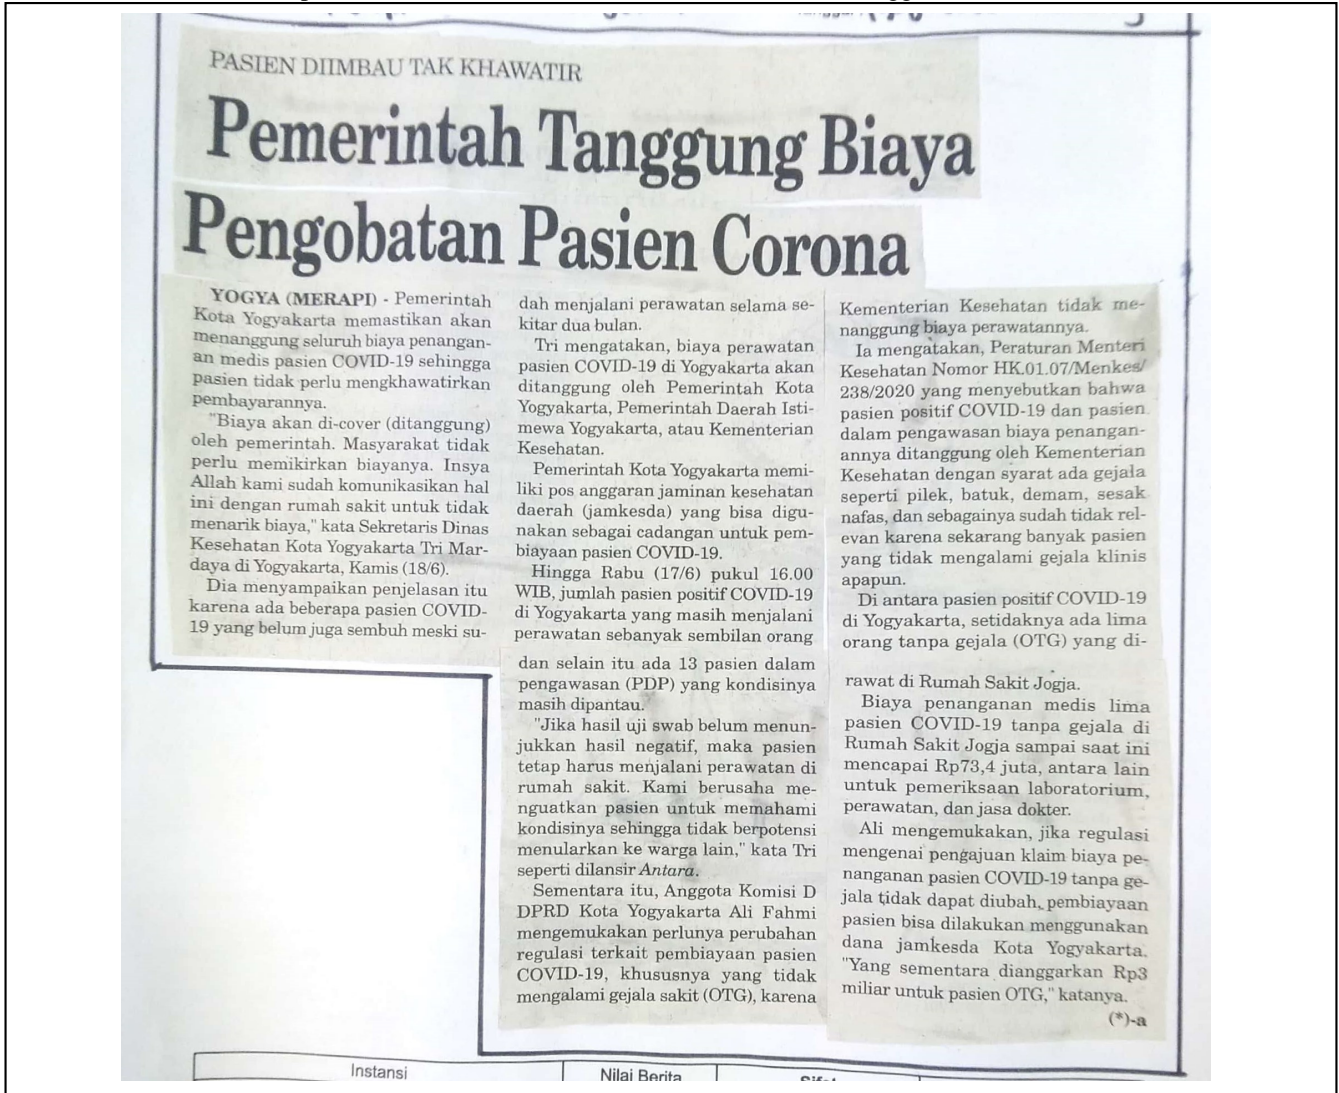 PASIEN DIIMBAU TAK KHAWATIR
Pemerintah Tanggung Biaya
Pengobatan Pasien Corona
YOGYA (MERAPI) - Pemerintah
Kota Yogyakarta memastikan akan
menanggung seluruh biaya penangan-
an medis pasien COVID-19 sehingga
pasien tidak perlu mengkhawatirkan
pembayarannya.
"Biaya akan di-cover (ditanggung)
oleh pemerintah. Masyarakat tidak
perlu memikirkan biayanya. Insya
Allah kami sudah komunikasikan hal
ini dengan rumah sakit untuk tidak
menarik biaya," kata Sekretaris Dinas
Kesehatan Kota Yogyakarta Tri Mar-
daya di Yogyakarta, Kamis (18/6).
Dia menyampaikan penjelasan itu
karena ada beberapa pasien COVID-
19 yang belum juga sembuh meski su-
dah menjalani perawatan selama se-
kitar dua bulan.
Tri mengatakan, biaya perawatan
pasien COVID-19 di Yogyakarta akan
ditanggung oleh Pemerintah Kota
Yogyakarta, Pemerintah Daerah Isti-
mewa Yogyakarta, atau Kementerian
Kesehatan.
Pemerintah Kota Yogyakarta memi-
liki pos anggaran jaminan kesehatan
daerah (jamkesda) yang bisa digu-
nakan sebagai cadangan untuk pem-
biayaan pasien COVID-19.
Hingga Rabu (17/6) pukul 16.00
WIB, jumlah pasien positif COVID-19
di Yogyakarta yang masih menjalani
perawatan sebanyak sembilan orang
dan selain itu ada 13 pasien dalam
pengawasan (PDP) yang kondisinya
masih dipantau.
"Jika hasil uji swab belum menun-
jukkan hasil negatif, maka pasien
tetap harus menjalani perawatan di
rumah sakit. Kami berusaha me-
nguatkan pasien untuk memahami
kondisinya sehingga tidak berpotensi
menularkan ke warga lain," kata Tri
seperti dilansir Antara.
Sementara itu, Anggota Komisi D
DPRD Kota Yogyakarta Ali Fahmi
mengemukakan perlunya perubahan
regulasi terkait pembiayaan pasien
COVID-19, khususnya yang tidak
mengalami gejala sakit (OTG), karena
Kementerian Kesehatan tidak me-
nanggung biaya perawatannya.
Ia mengatakan, Peraturan Menteri
Kesehatan Nomor HK.01.07/Menkes/
238/2020 yang menyebutkan bahwa
pasien positif COVID-19 dan pasien
dalam pengawasan biaya penangan-
annya ditanggung oleh Kementerian
Kesehatan dengan syarat ada gejala
seperti pilek, batuk, demam, sesak
nafas, dan sebagainya sudah tidak rel-
evan karena sekarang banyak pasien
yang tidak mengalami gejala klinis
apapun.
Di antara pasien positif COVID-19
di Yogyakarta, setidaknya ada lima
orang tanpa gejala (OTG) yang di-
rawat di Rumah Sakit Jogja.
Biaya penanganan medis lima
pasien COVID-19 tanpa gejala di
Rumah Sakit Jogja sampai saat ini
mencapai Rp73,4 juta, antara lain
untuk pemeriksaan laboratorium,
perawatan, dan jasa dokter.
Ali mengemukakan, jika regulasi
mengenai pengajuan klaim biaya pe-
nanganan pasien COVID-19 tanpa ge-
jala tidak dapat diubah, pembiayaan
pasien bisa dilakukan menggunakan
dana jamkesda Kota Yogyakarta.
"Yang sementara dianggarkan Rp3
miliar untuk pasien OTG," katanya.
(*)-a
Instansi
Nilai Berita